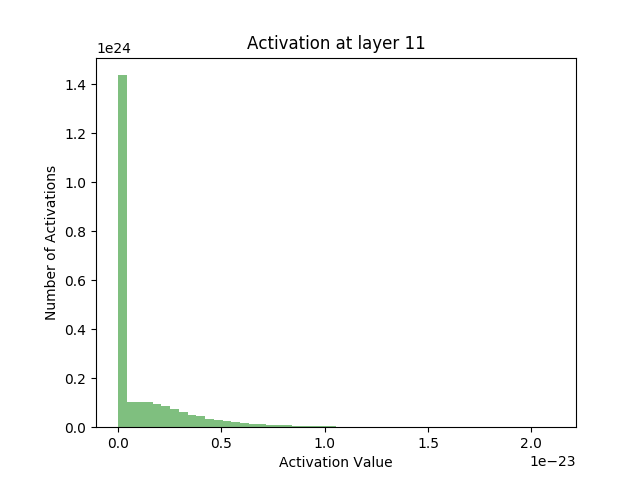 Activation at layer 11
1e24
1.4
1.2
1.0
0.8
0.6
0.4
0.2
0.0
Number of Activations
0.0 0.5 1.0 1.5 2.0
1e−23
Activation Value